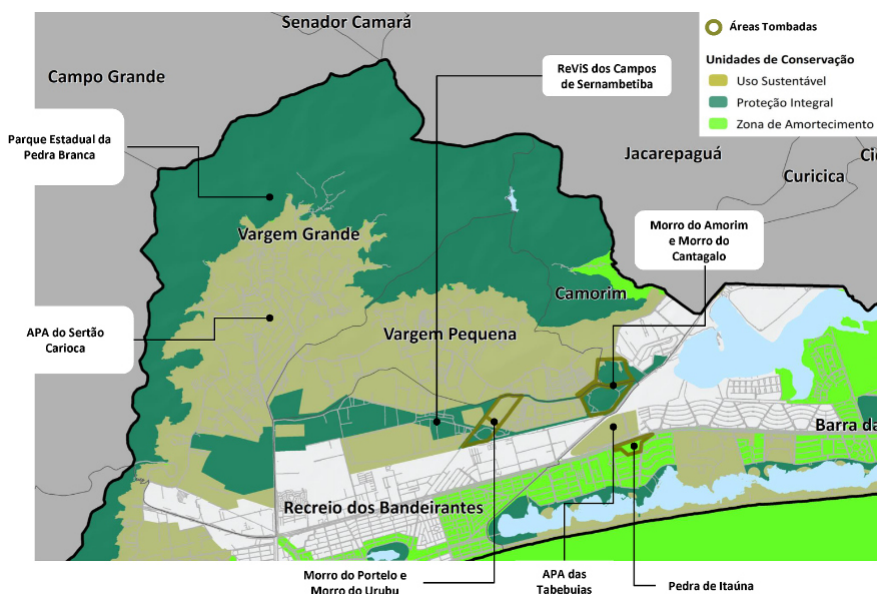 Senador Camará
Campo Grande
ReViS dos Campos
de Sernambetiba
Áreas Tombadas
Unidades de Conservação
Uso Sustentável
Proteção Integral
Zona de Amortecimento
Parque Estadual da
Pedra Branca
Jacarepaguá
Curicica
Morro do Amorim
e Morro do
Cantagalo
Vargem Grande
Camorim
APA do Sertão
Carioca
Vargem Pequena
Barra da
Recreio dos Bandeirantes
Morro do Portelo e
Morro do Urubu
APA das
Tabebuias
Pedra de Itaúna